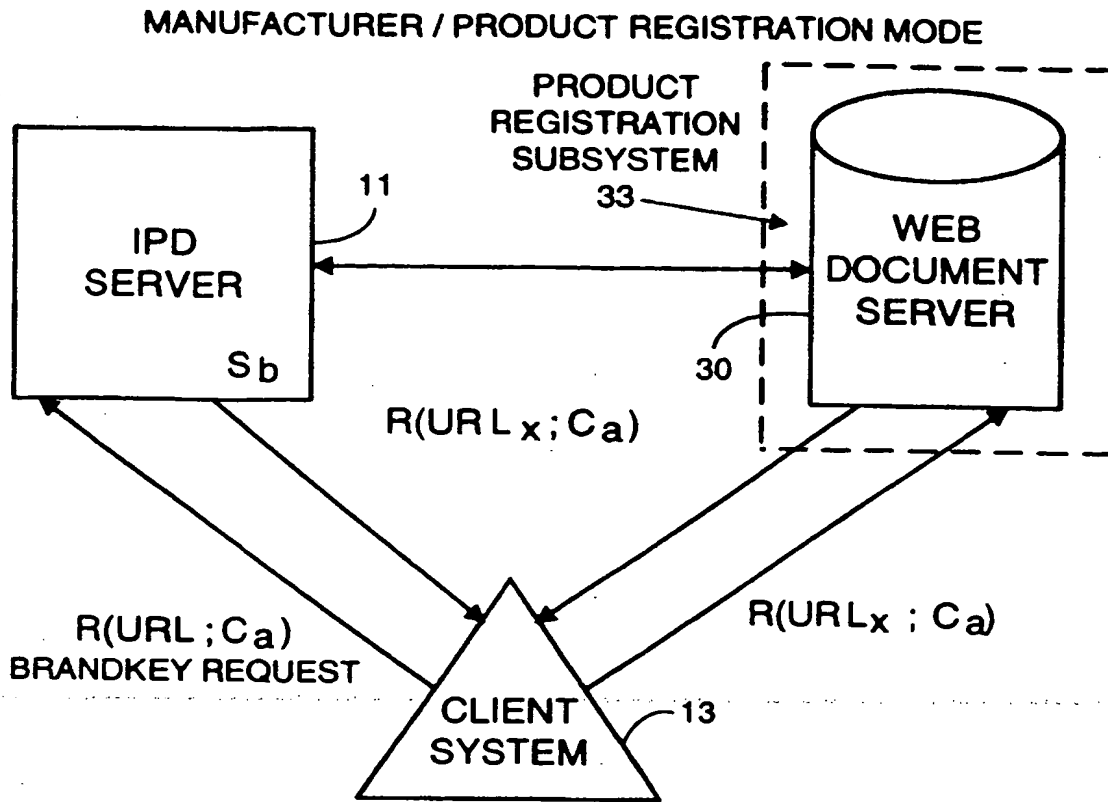 MANUFACTURER / PRODUCT REGISTRATION MODE
PRODUCT
REGISTRATION
SUBSYSTEM
33
11
IPD
SERVER
Sb
WEB
DOCUMENT
SERVER
30
R(URLx; Ca)
R(URL; Ca)
BRANDKEY REQUEST
R(URLx ; Ca)
CLIENT
SYSTEM
13